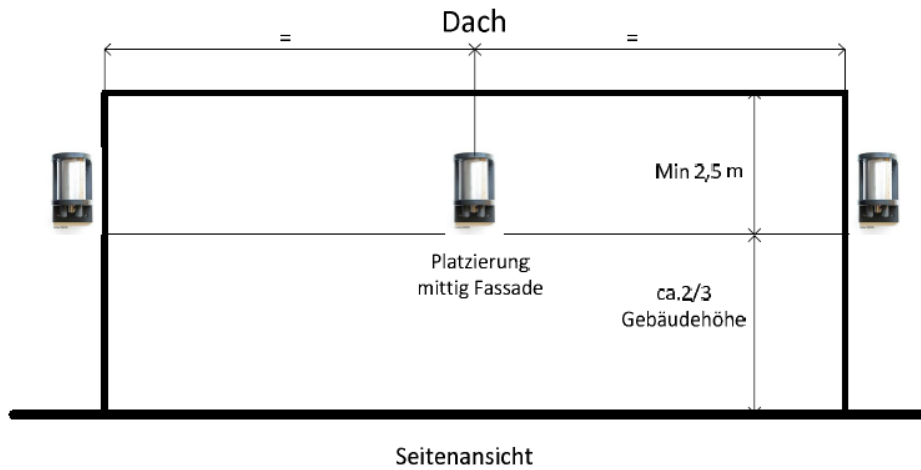 Dach
= =
Min 2,5 m
Platzierung
mittig Fassade
ca.2/3
Gebäudehöhe
Seitenansicht